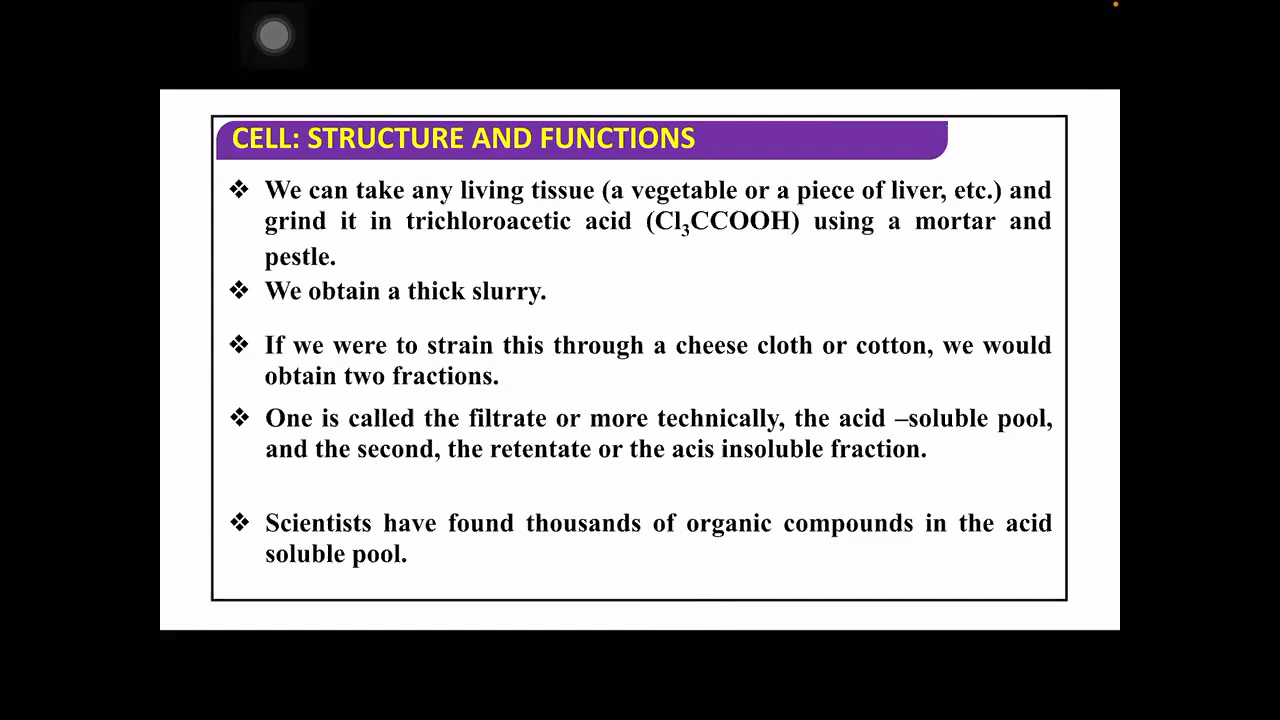 CELL: STRUCTURE AND FUNCTIONS
❖ We can take any living tissue (a vegetable or a piece of liver, etc.) and
grind it in trichloroacetic acid (Cl₃CCOOH) using a mortar and
pestle.
❖ We obtain a thick slurry.
❖ If we were to strain this through a cheese cloth or cotton, we would
obtain two fractions.
❖ One is called the filtrate or more technically, the acid –soluble pool,
and the second, the retentate or the acis insoluble fraction.
❖ Scientists have found thousands of organic compounds in the acid
soluble pool.